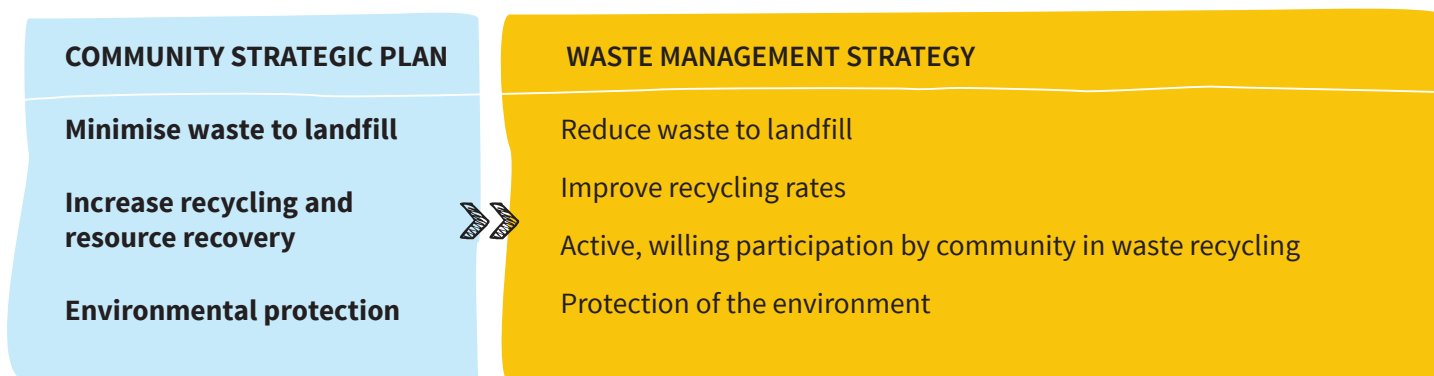 COMMUNITY STRATEGIC PLAN
Minimise waste to landfill
Increase recycling and
resource recovery
Environmental protection
WASTE MANAGEMENT STRATEGY
Reduce waste to landfill
Improve recycling rates
Active, willing participation by community in waste recycling
Protection of the environment